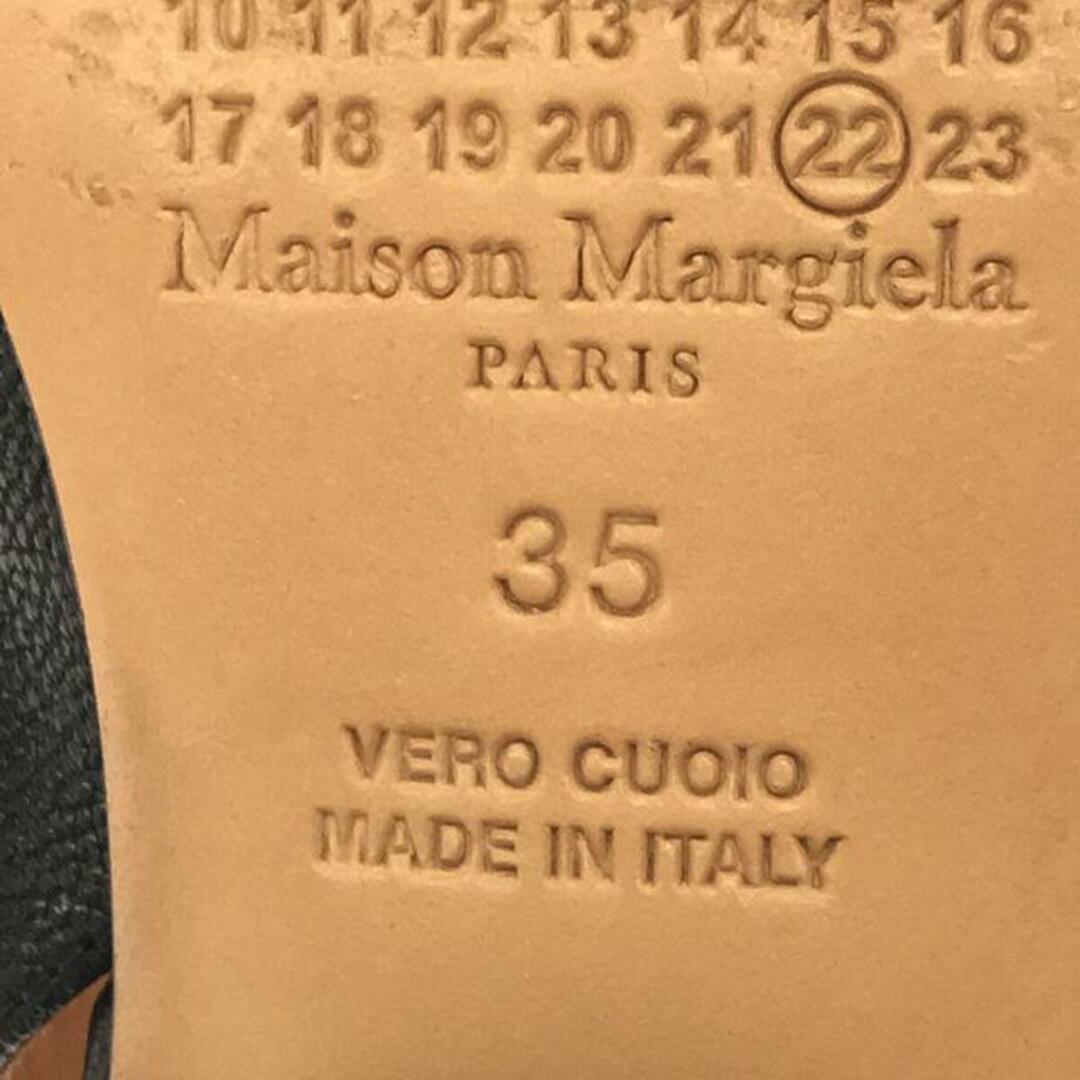 10 11 12 13 14 15 16
17 18 19 20 21 22 23
Maison Margiela
PARIS
35
VERO CUOIO
MADE IN ITALY